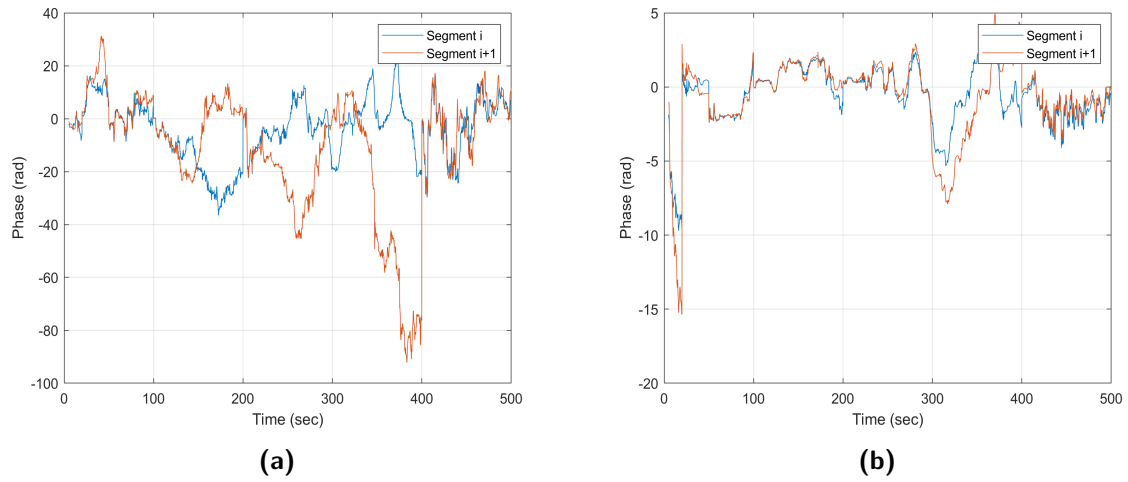 40
20
0
-20
-40
-60
-80
-100
0 100 200 300 400 500
Phase (rad)
Time (sec)
Segment i
Segment i+1
(a)
5
0
-5
-10
-15
-20
0 100 200 300 400 500
Phase (rad)
Time (sec)
Segment i
Segment i+1
(b)